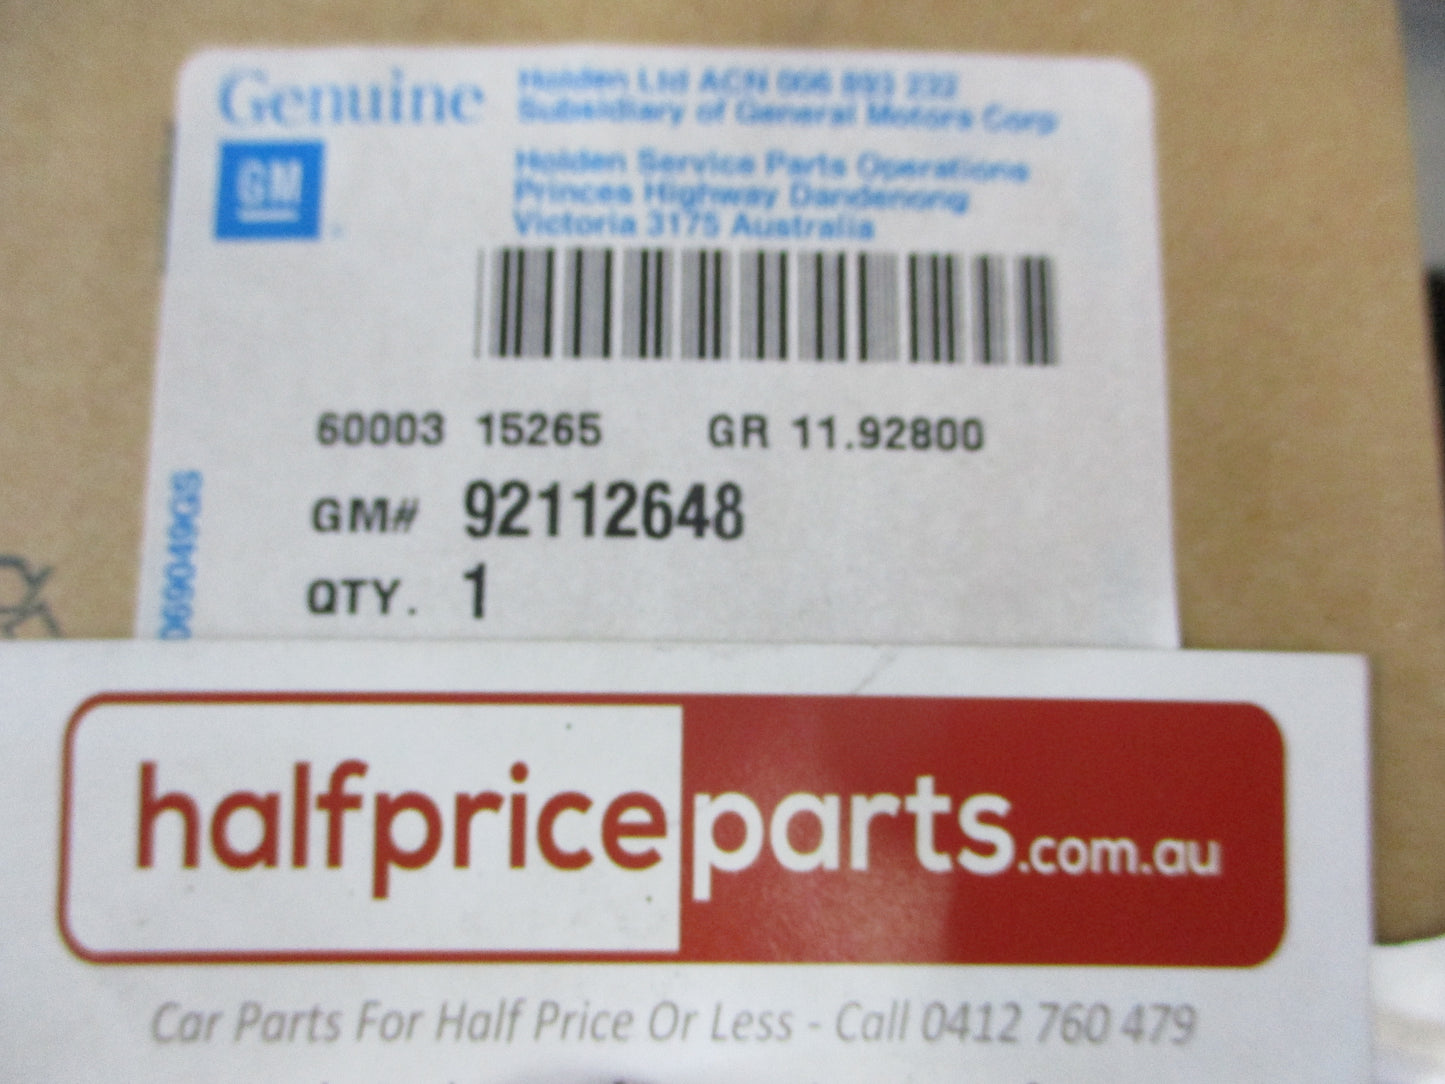 Genuine
Holden Ltd ACN 006 893 232
Subsidiary of General Motors Corp
GM
Holden Service Parts Operations
Princes Highway Dandenong
Victoria 3175 Australia
60003 15265 GR 11.92800
GM# 92112648
QTY. 1
0669049GS
halfpriceparts.com.au
Car Parts For Half Price Or Less - Call 0412 760 479